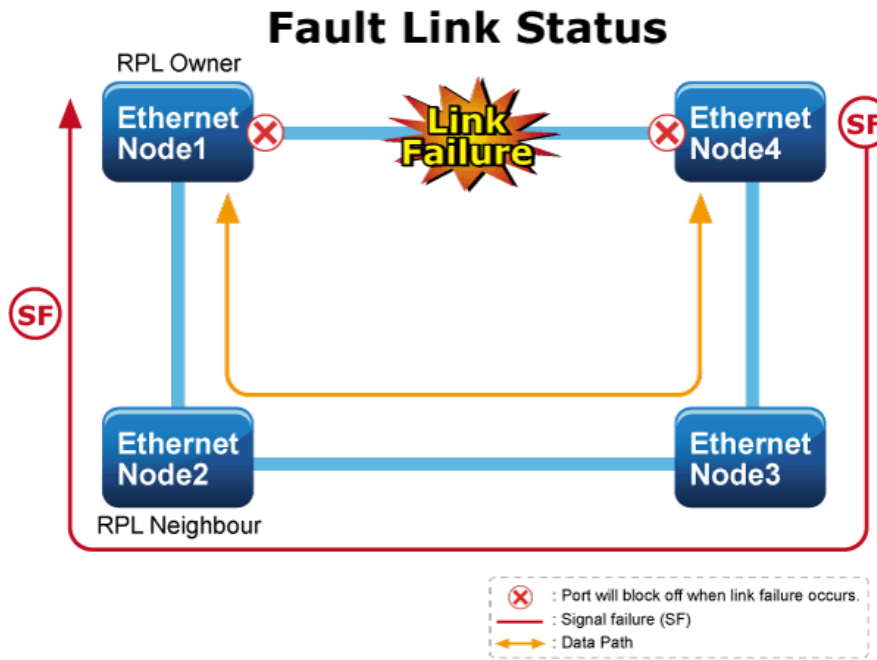 Fault Link Status
RPL Owner
Ethernet
Node1
Link
Failure
Ethernet
Node4
SF
SF
Ethernet
Node2
Ethernet
Node3
RPL Neighbour
: Port will block off when link failure occurs.
: Signal failure (SF)
: Data Path